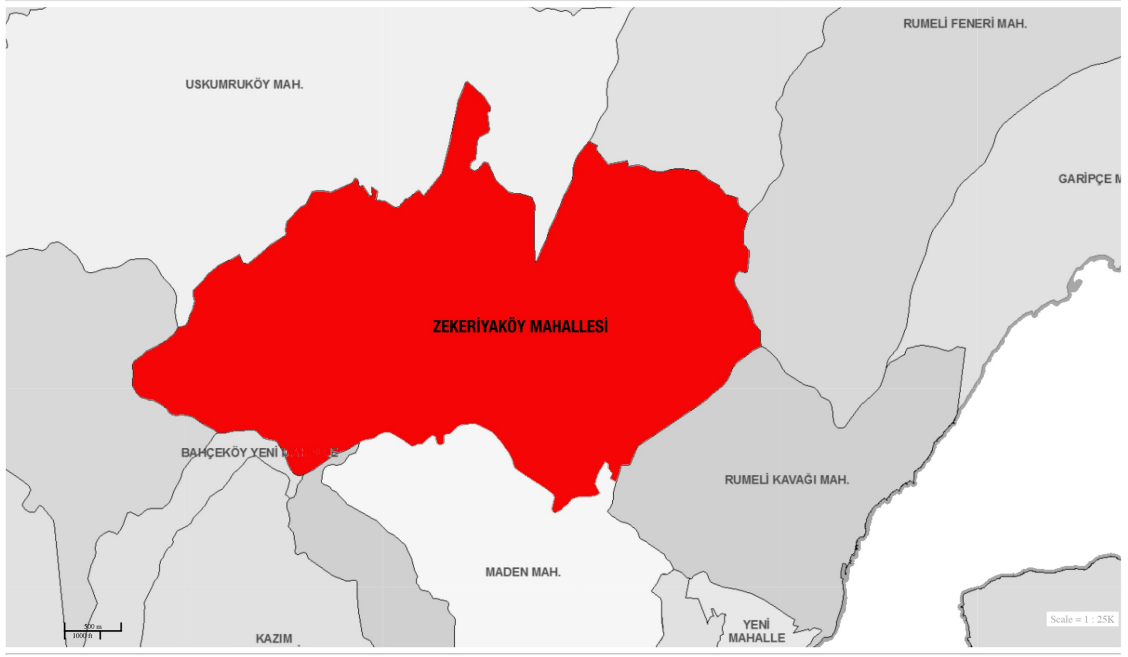 RUMELİ FENERİ MAH.
USKUMRUKÖY MAH.
GARİPÇE M
ZEKERİYAKÖY MAHALLESİ
BAHÇEKÖY YENİ
RUMELİ KAVAĞI MAH.
MADEN MAH.
YENİ
MAHALLE
KAZIM
500 m
1000 ft
Scale = 1 : 25K